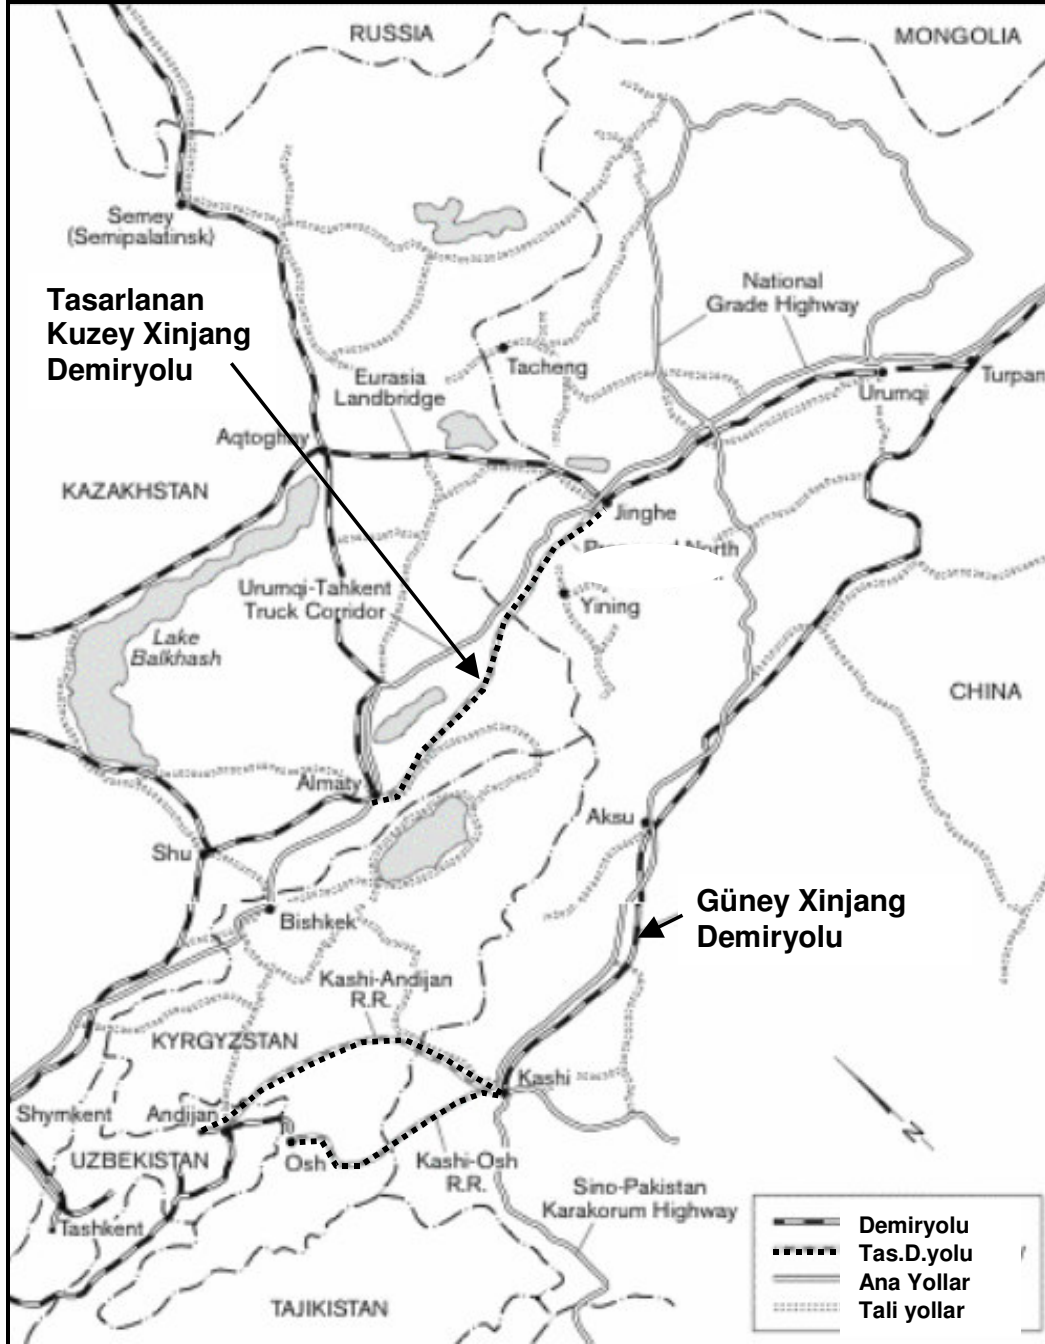 RUSSIA
MONGOLIA
Semey
(Semipalatinsk)
National
Grade Highway
Tasarlanan
Kuzey Xinjang
Demiryolu
Tacheng
Eurasia
Landbridge
Turpan
Urumqi
Aqtoghay
KAZAKHSTAN
Jinghe
North
Urumqi-Tahkent
Truck Corridor
Yining
Lake
Balkhash
CHINA
Almaty
Aksu
Shu
Güney Xinjang
Demiryolu
Bishkek
Kashi-Andijan
R.R.
KYRGYZSTAN
Kashi
Shymkent
Andijan
N
UZBEKISTAN
Osh
Kashi-Osh
R.R.
Sino-Pakistan
Karakorum Highway
Tashkent
Demiryolu
Tas.D.yolu
Ana Yollar
Tali yollar
TAJIKISTAN